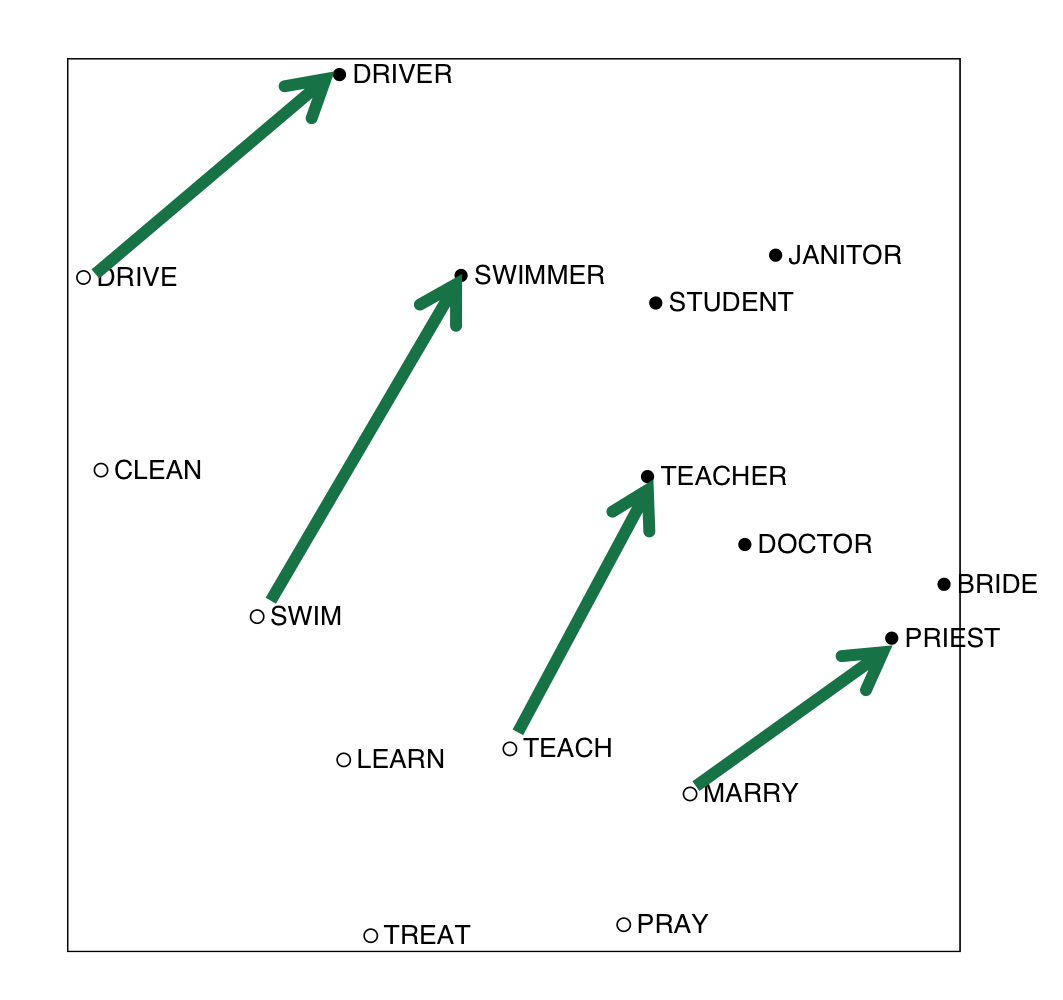 DRIVER
JANITOR
SWIMMER
DRIVE
STUDENT
CLEAN
TEACHER
DOCTOR
BRIDE
SWIM
PRIEST
TEACH
LEARN
MARRY
PRAY
TREAT